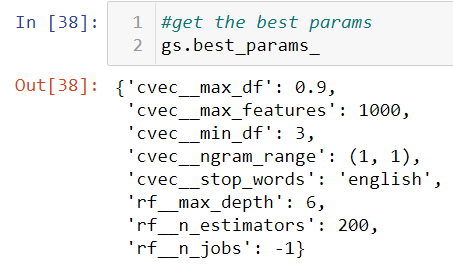 In [38]:
1 #get the best params
2 gs.best_params_
Out[38]:
{'cvec__max_df': 0.9,
'cvec__max_features': 1000,
'cvec__min_df': 3,
'cvec__ngram_range': (1, 1),
'cvec__stop_words': 'english',
'rf__max_depth': 6,
'rf__n_estimators': 200,
'rf__n_jobs': -1}